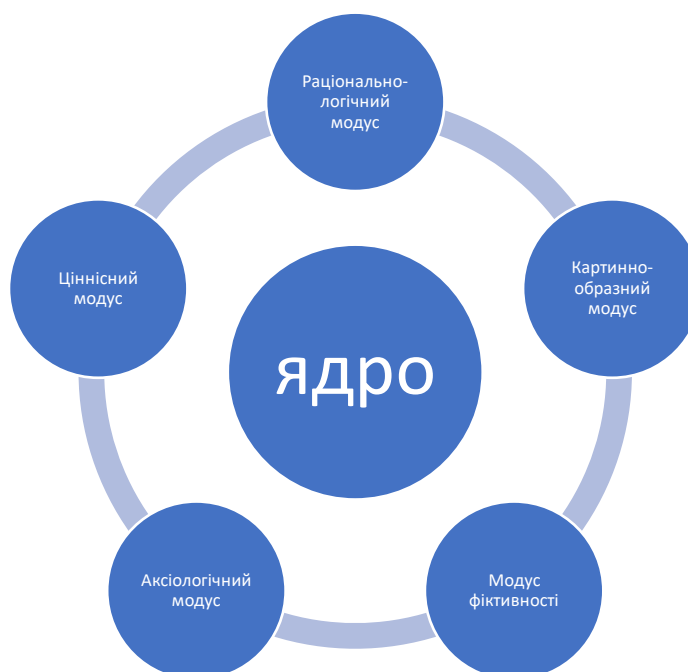 Раціонально-
логічний
модус
Картинно-
образний
модус
Ціннісний
модус
ядро
Аксіологічний
модус
Модус
фіктивності